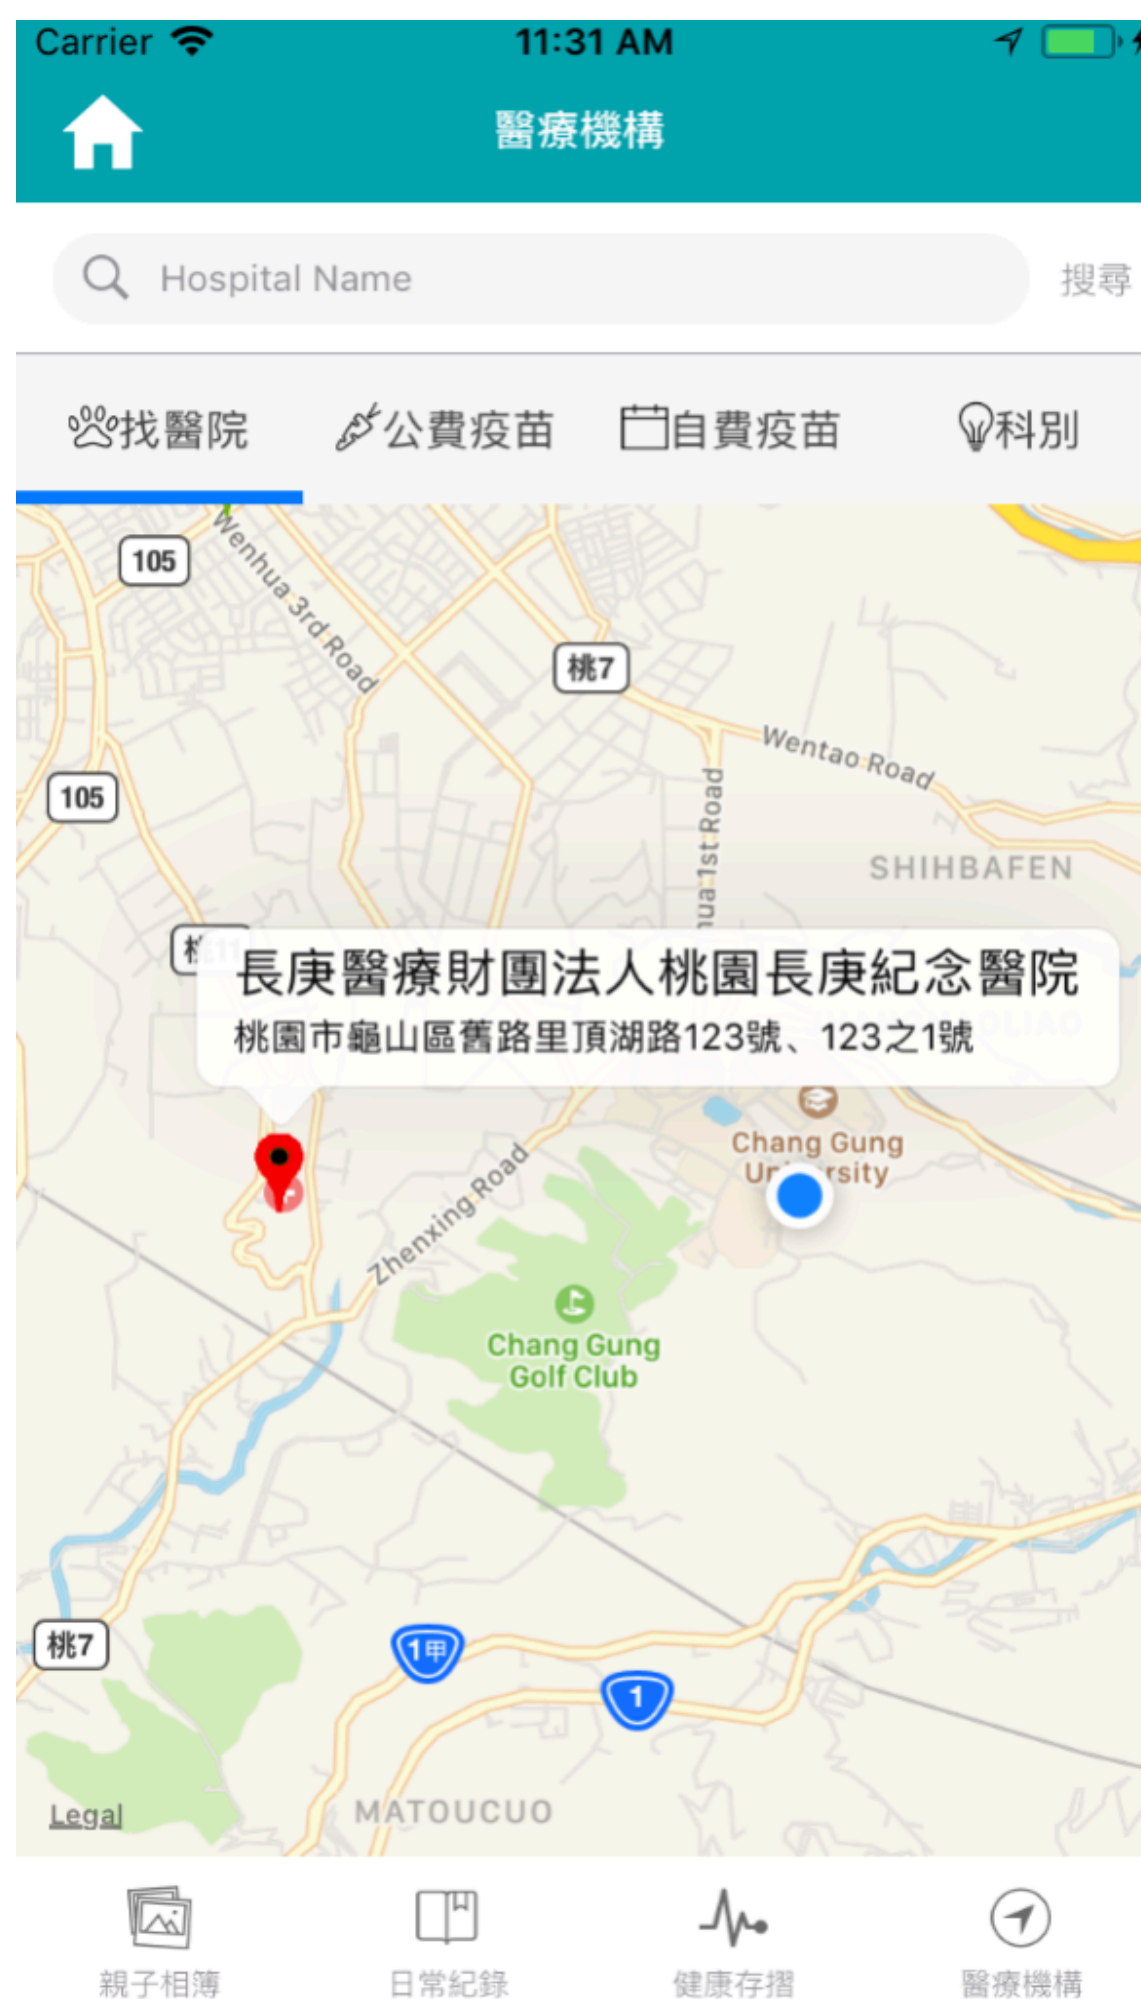 Carrier 11:31 AM
醫療機構
Hospital Name 搜尋
找醫院 公費疫苗 自費疫苗 科別
105
Wenhua 3rd Road
桃7
Wentao Road
105
hua 1st Road
SHIHBAFEN
長庚醫療財團法人桃園長庚紀念醫院
桃園市龜山區舊路里頂湖路123號、123之1號
Chang Gung
University
Zhenxing Road
Chang Gung
Golf Club
桃7
1甲
1
Legal
MATOUCUO
親子相簿 日常紀錄 健康存摺 醫療機構